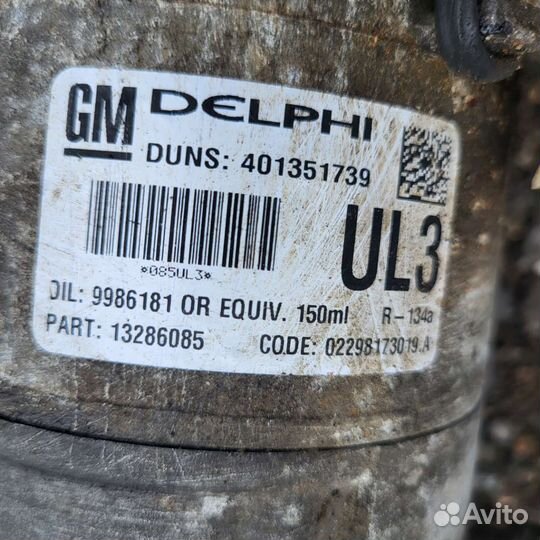 GM DELPHI
DUNS: 401351739
*085UL3*
UL3
OIL: 9986181 OR EQUIV. 150ml R-134a
PART: 13286085 CODE: 02298173019.A
Avito